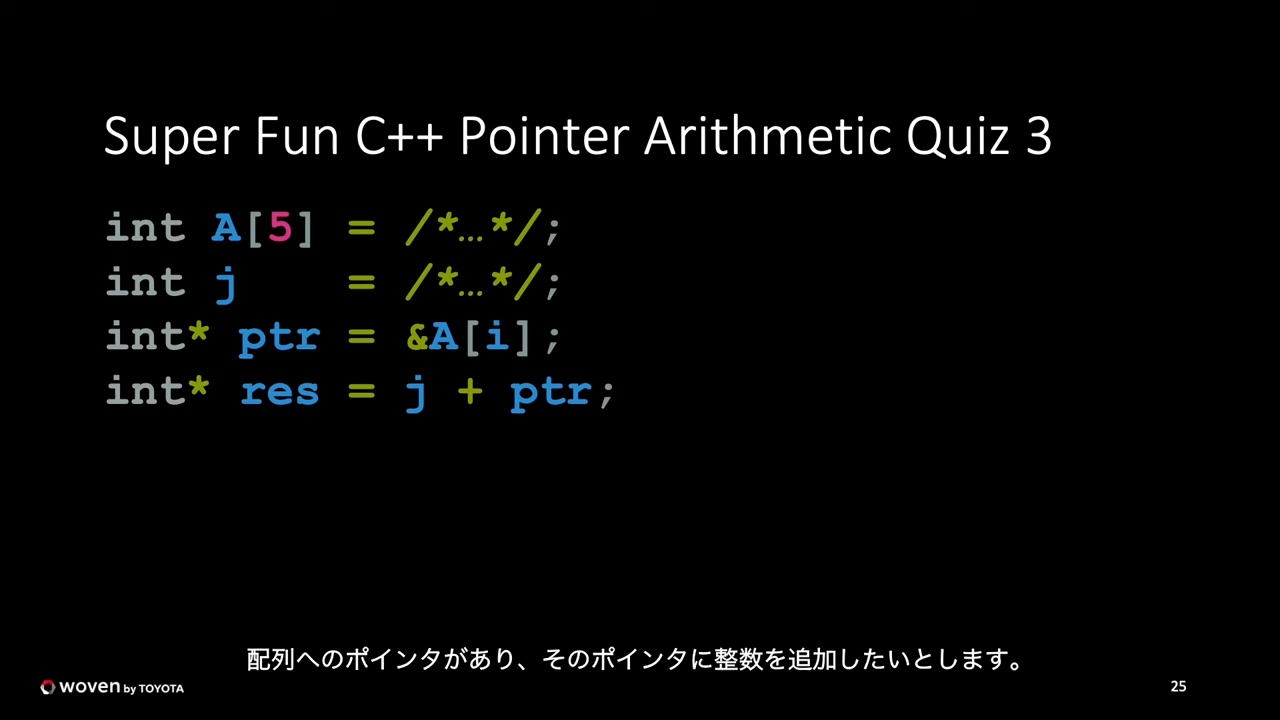 Super Fun C++ Pointer Arithmetic Quiz 3
int A[5] = /*…*/;
int j    = /*…*/;
int* ptr = &A[i];
int* res = j + ptr;
配列へのポインタがあり、そのポインタに整数を追加したいとします。
woven by TOYOTA
25